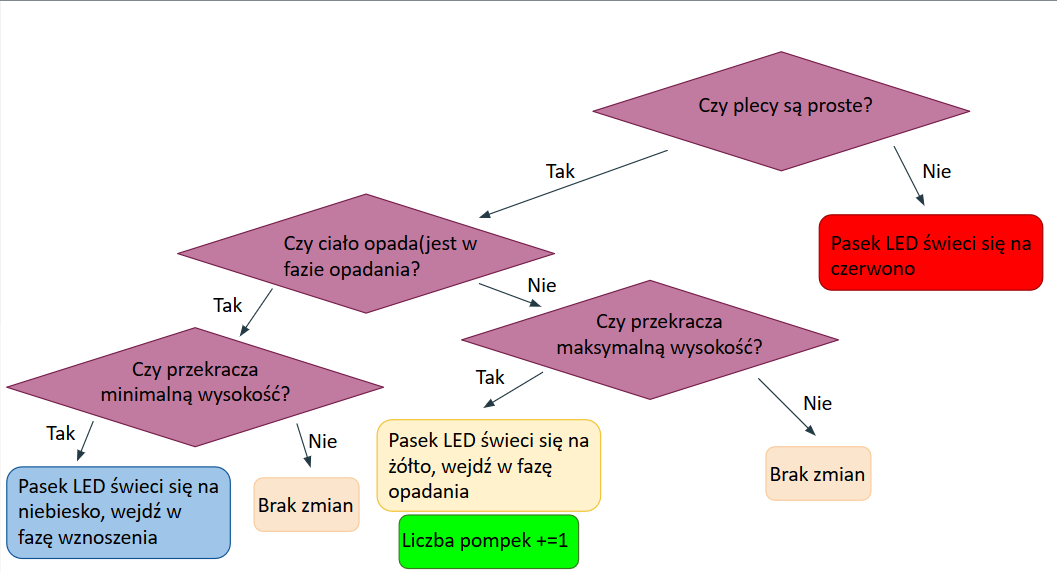 Czy plecy są proste?
Tak
Nie
Pasek LED świeci się na
czerwono
Czy ciało opada(jest w
fazie opadania?
Tak
Nie
Czy przekracza
maksymalną wysokość?
Czy przekracza
minimalną wysokość?
Tak
Nie
Tak
Nie
Pasek LED świeci się na
żółto, wejdź w fazę
opadania
Brak zmian
Pasek LED świeci się na
niebiesko, wejdź w
fazę wznoszenia
Brak zmian
Liczba pompek +=1